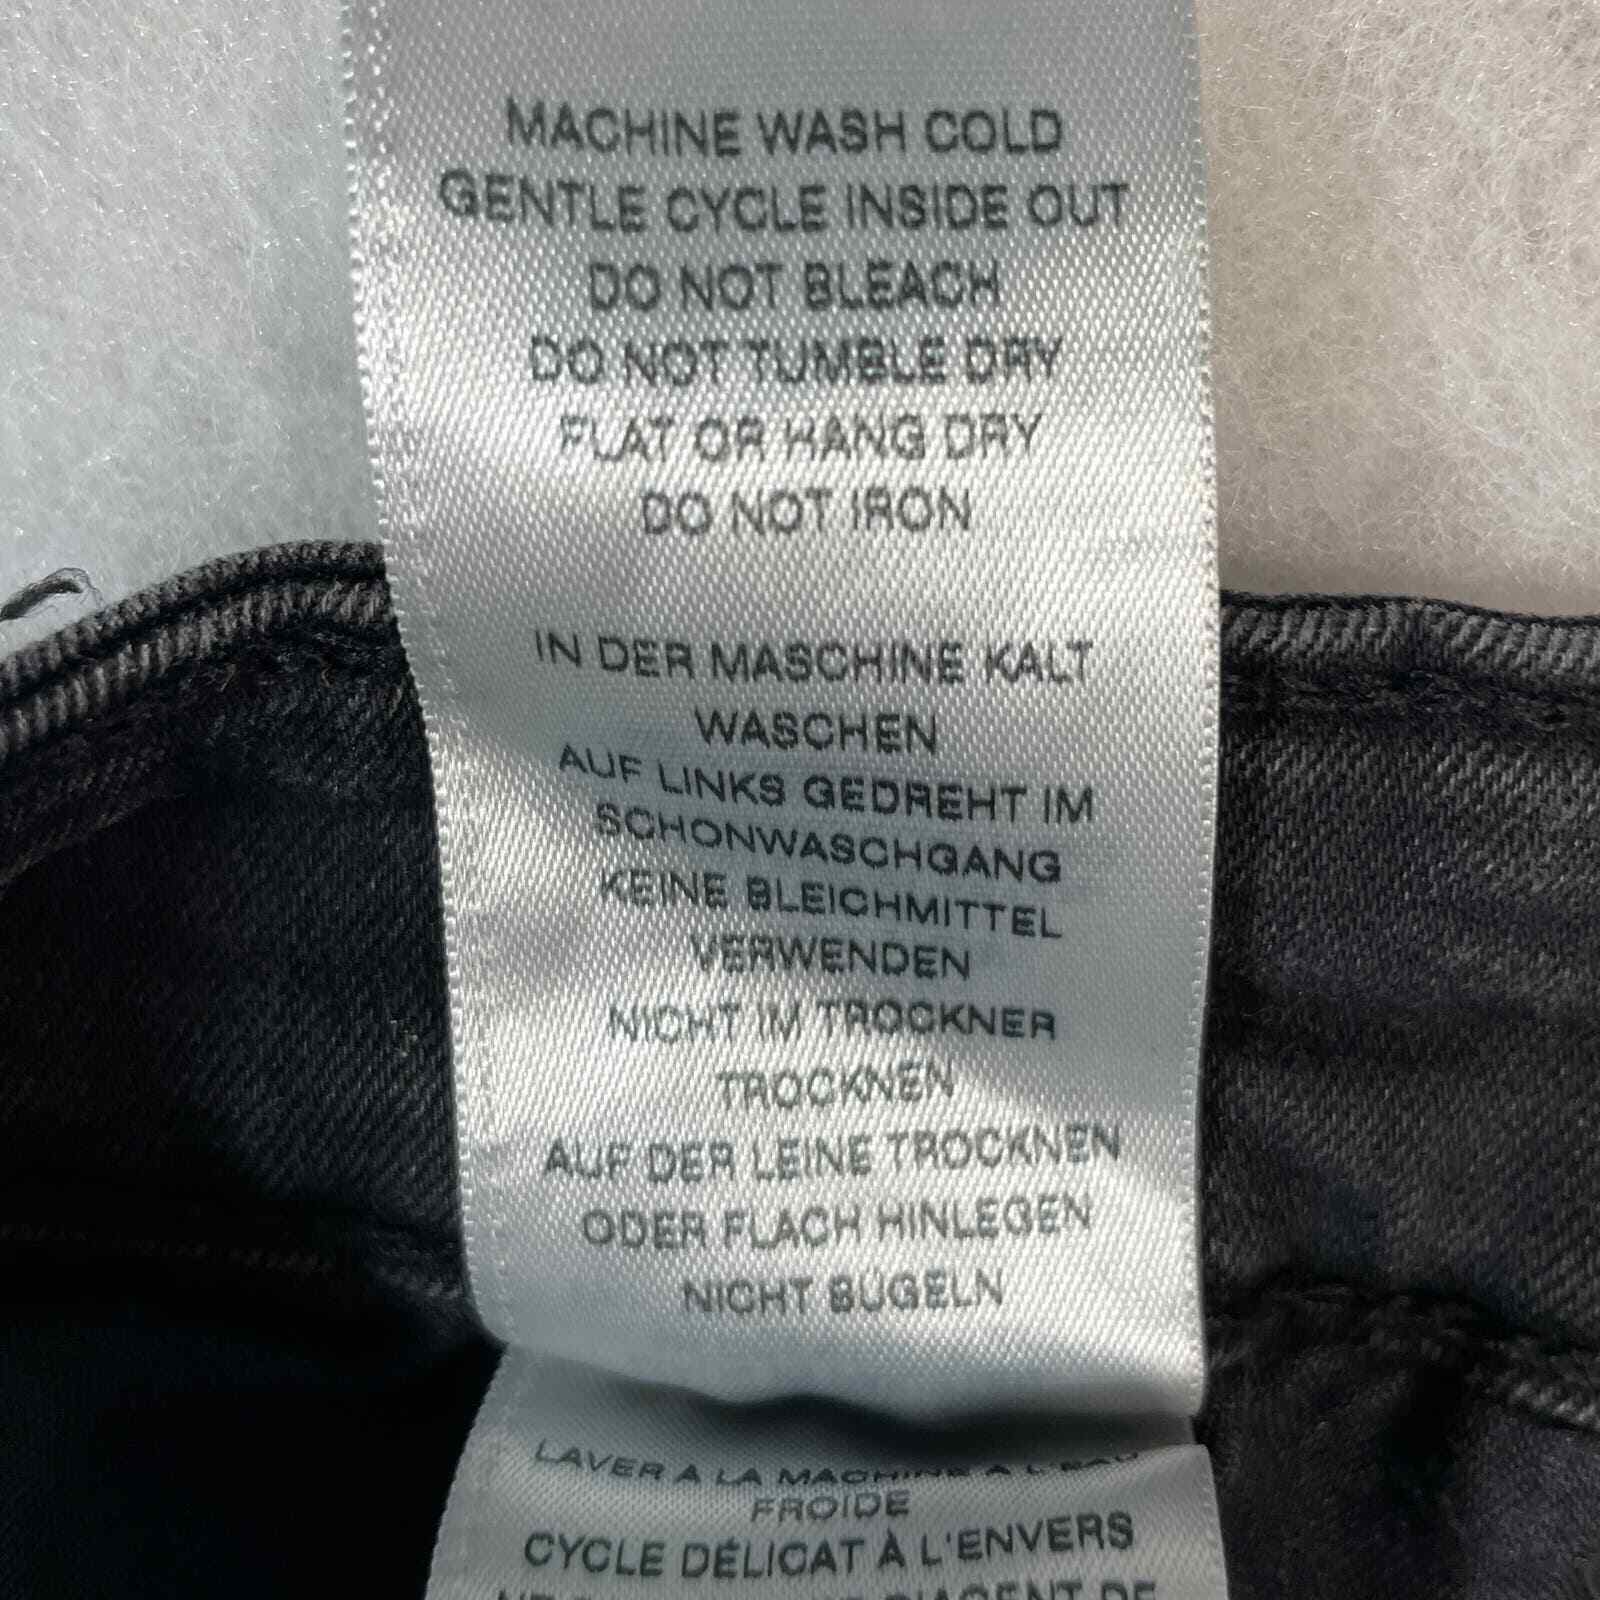 MACHINE WASH COLD
GENTLE CYCLE INSIDE OUT
DO NOT BLEACH
DO NOT TUMBLE DRY
FLAT OR HANG DRY
DO NOT IRON
IN DER MASCHINE KALT
WASCHEN
AUF LINKS GEDREHT IM
SCHONWASCHGANG
KEINE BLEICHMITTEL
VERWENDEN
NICHT IM TROCKNER
TROCKNEN
AUF DER LEINE TROCKNEN
ODER FLACH HINLEGEN
NICHT BÜGELN
LAVER A LA MACHINE A L'EAU
FROIDE
CYCLE DÉLICAT À L'ENVERS